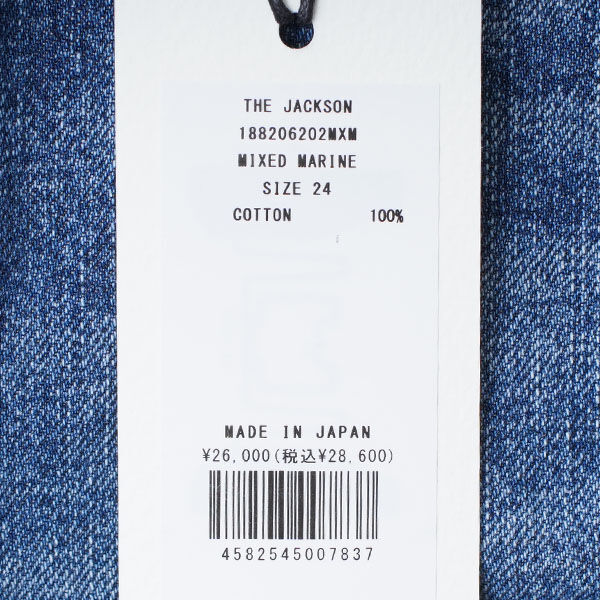 THE JACKSON
188206202MXM
MIXED MARINE
SIZE 24
COTTON 100%
MADE IN JAPAN
¥26,000(税込¥28,600)
4582545007837